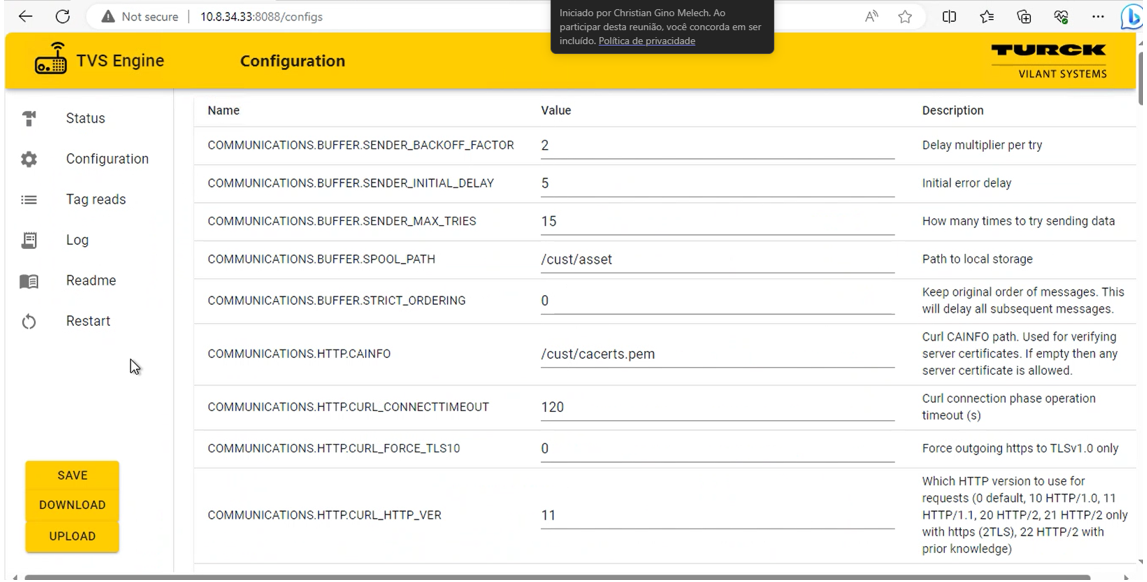 Not secure 10.8.34.33:8088/configs
Iniciado por Christian Gino Melech. Ao
participar desta reunião, você concorda em ser
incluído. Política de privacidade
TVS Engine
Configuration
TURCK
VILANT SYSTEMS
Status
Configuration
Tag reads
Log
Readme
Restart
SAVE
DOWNLOAD
UPLOAD
Name Value Description
COMMUNICATIONS.BUFFER.SENDER_BACKOFF_FACTOR 2 Delay multiplier per try
COMMUNICATIONS.BUFFER.SENDER_INITIAL_DELAY 5 Initial error delay
COMMUNICATIONS.BUFFER.SENDER_MAX_TRIES 15 How many times to try sending data
COMMUNICATIONS.BUFFER.SPOOL_PATH /cust/asset Path to local storage
COMMUNICATIONS.BUFFER.STRICT_ORDERING 0 Keep original order of messages. This
will delay all subsequent messages.
COMMUNICATIONS.HTTP.CAINFO /cust/cacerts.pem Curl CAINFO path. Used for verifying
server certificates. If empty then any
server certificate is allowed.
COMMUNICATIONS.HTTP.CURL_CONNECTTIMEOUT 120 Curl connection phase operation
timeout (s)
COMMUNICATIONS.HTTP.CURL_FORCE_TLS10 0 Force outgoing https to TLSv1.0 only
COMMUNICATIONS.HTTP.CURL_HTTP_VER 11 Which HTTP version to use for
requests (0 default, 10 HTTP/1.0, 11
HTTP/1.1, 20 HTTP/2, 21 HTTP/2 only
with https (2TLS), 22 HTTP/2 with
prior knowledge)